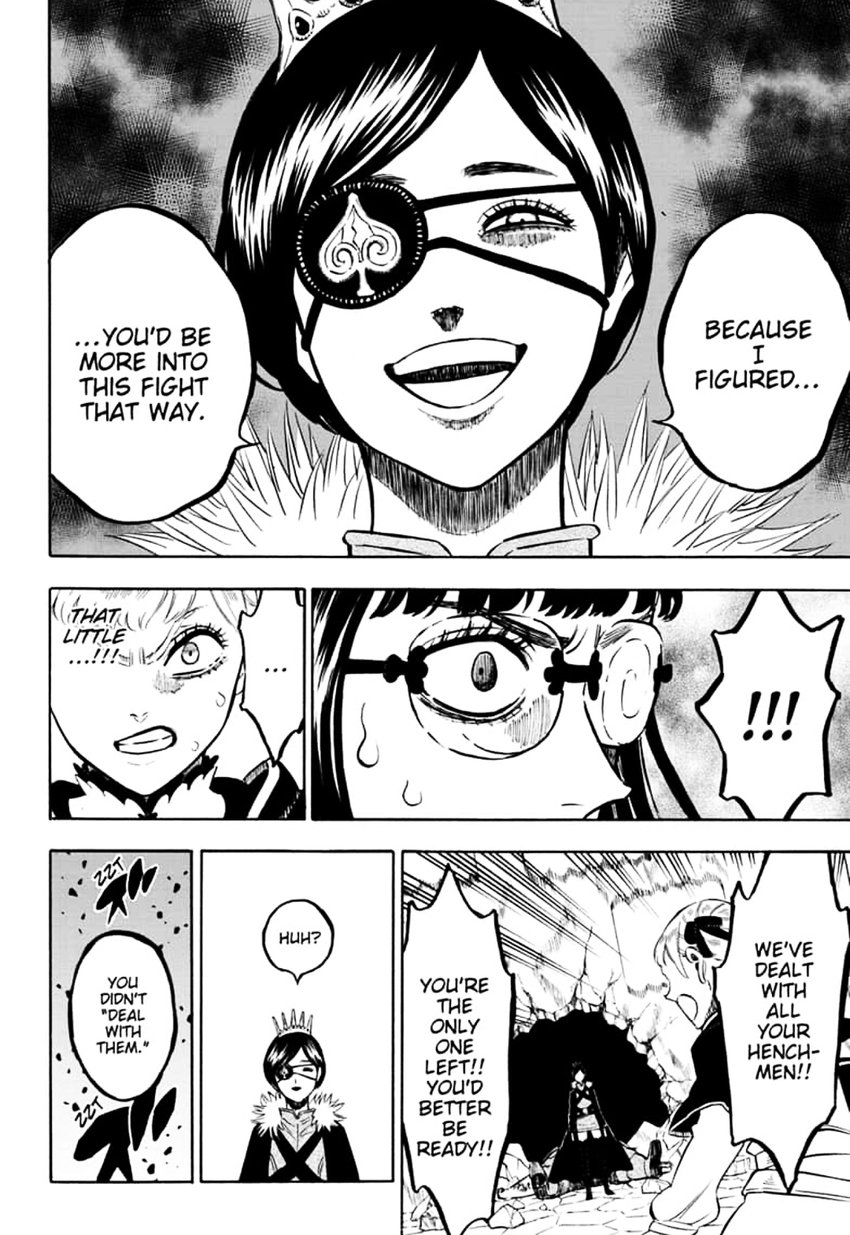 BECAUSE
I
FIGURED...
...YOU'D BE
MORE INTO
THIS FIGHT
THAT WAY.
!!!
...
THAT
LITTLE
...!!!
WE'VE
DEALT
WITH
ALL
YOUR
HENCH-
MEN!!
YOU'RE
THE
ONLY
ONE
LEFT!!
YOU'D
BETTER
BE
READY!!
HUH?
ZZT
YOU
DIDN'T
"DEAL
WITH
THEM."
ZZT